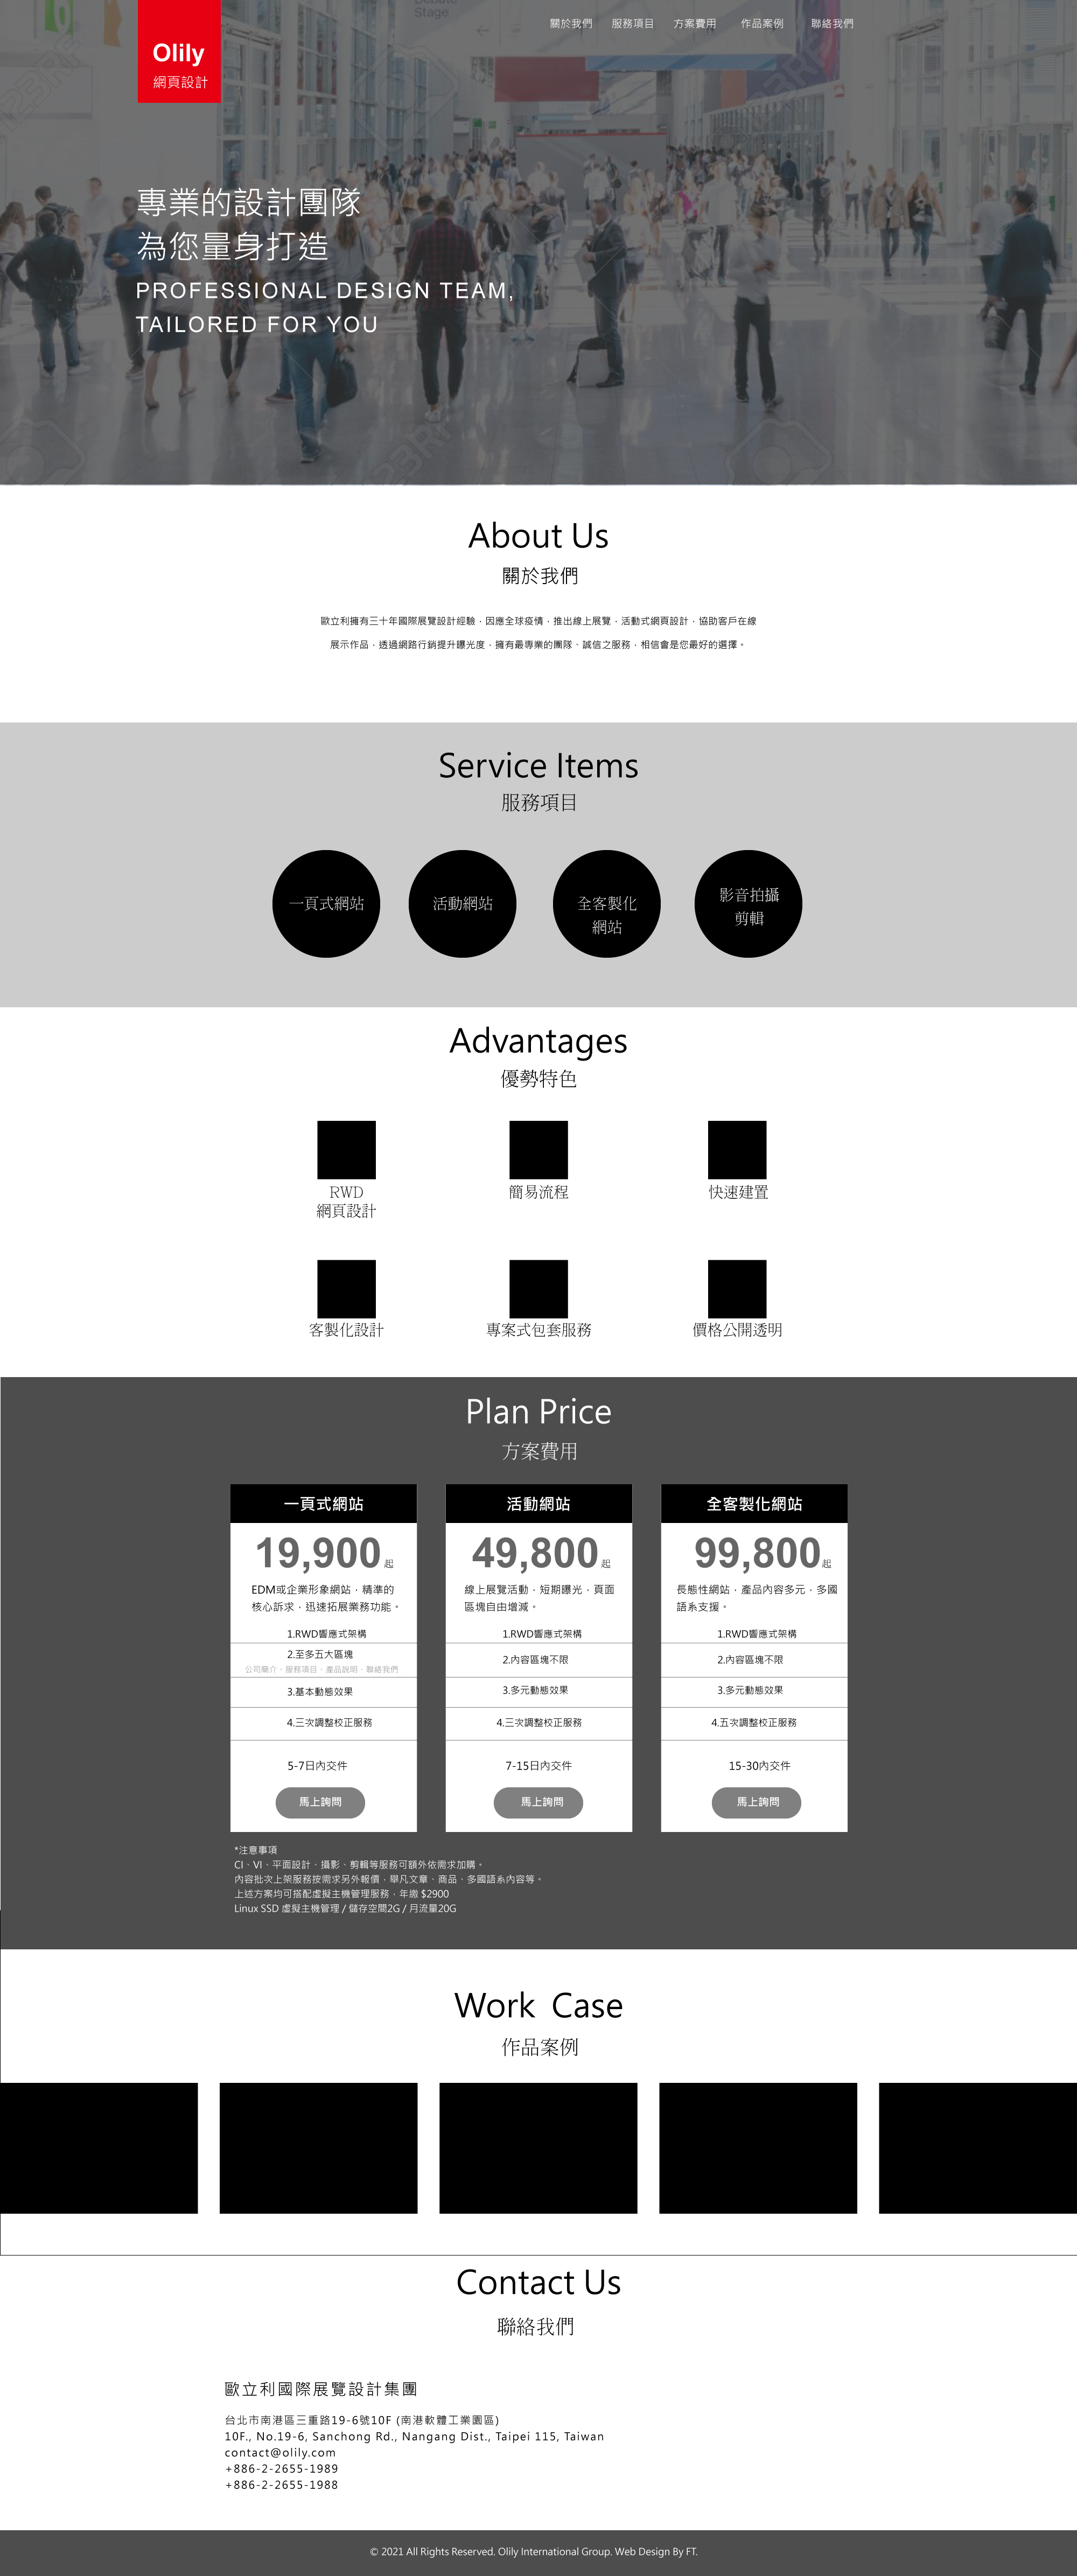 Debate
Stage
關於我們 服務項目 方案費用 作品案例 聯絡我們
Olily
網頁設計
專業的設計團隊
為您量身打造
PROFESSIONAL DESIGN TEAM,
TAILORED FOR YOU
About Us
關於我們
歐立利擁有三十年國際展覽設計經驗，因應全球疫情，推出線上展覽，活動式網頁設計，協助客戶在線
展示作品，透過網路行銷提升曝光度，擁有最專業的團隊、誠信之服務，相信會是您最好的選擇。
Service Items
服務項目
一頁式網站
活動網站
全客製化
網站
影音拍攝
剪輯
Advantages
優勢特色
RWD
網頁設計
簡易流程
快速建置
客製化設計
專案式包套服務
價格公開透明
Plan Price
方案費用
一頁式網站
19,900起
EDM或企業形象網站，精準的
核心訴求，迅速拓展業務功能。
1.RWD響應式架構
2.至多五大區塊
公司簡介、服務項目、產品說明、聯絡我們
3.基本動態效果
4.三次調整校正服務
5-7日內交件
馬上詢問
活動網站
49,800起
線上展覽活動，短期曝光，頁面
區塊自由增減。
1.RWD響應式架構
2.內容區塊不限
3.多元動態效果
4.三次調整校正服務
7-15日內交件
馬上詢問
全客製化網站
99,800起
長態性網站，產品內容多元，多國
語系支援。
1.RWD響應式架構
2.內容區塊不限
3.多元動態效果
4.五次調整校正服務
15-30內交件
馬上詢問
*注意事項
CI、VI、平面設計、攝影、剪輯等服務可額外依需求加購。
內容批次上架服務按需求另外報價，舉凡文章、商品、多國語系內容等。
上述方案均可搭配虛擬主機管理服務，年繳 $2900
Linux SSD 虛擬主機管理 / 儲存空間2G / 月流量20G
Work Case
作品案例
Contact Us
聯絡我們
歐立利國際展覽設計集團
台北市南港區三重路19-6號10F (南港軟體工業園區)
10F., No.19-6, Sanchong Rd., Nangang Dist., Taipei 115, Taiwan
contact@olily.com
+886-2-2655-1989
+886-2-2655-1988
© 2021 All Rights Reserved. Olily International Group. Web Design By FT.